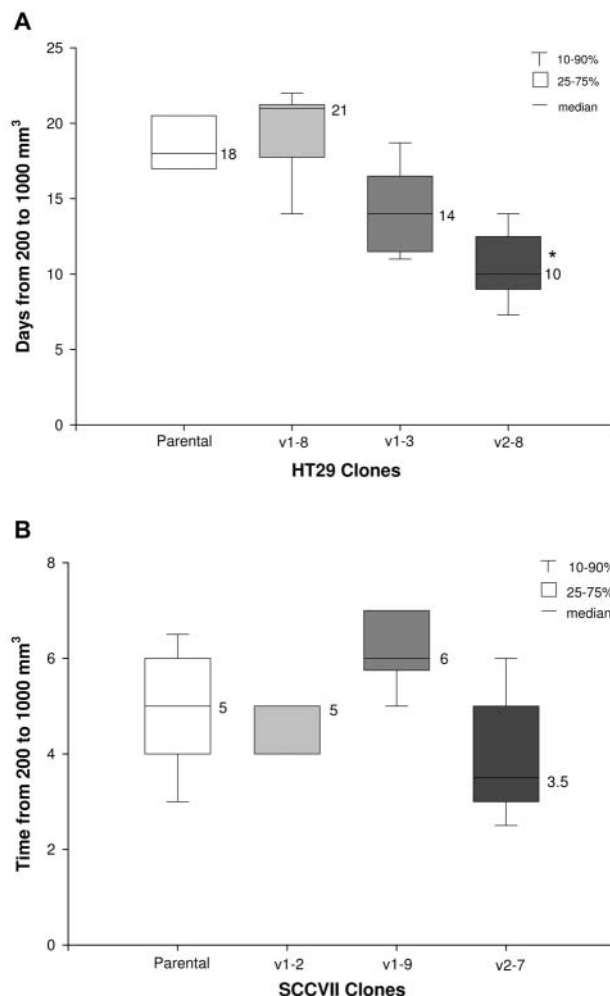 A
25
20
15
10
5
0
Days from 200 to 1000 mm³
10-90%
25-75%
median
18
21
14
*
10
Parental v1-8 v1-3 v2-8
HT29 Clones
B
8
6
4
2
0
Time from 200 to 1000 mm³
10-90%
25-75%
median
5
5
6
3.5
Parental v1-2 v1-9 v2-7
SCCVII Clones